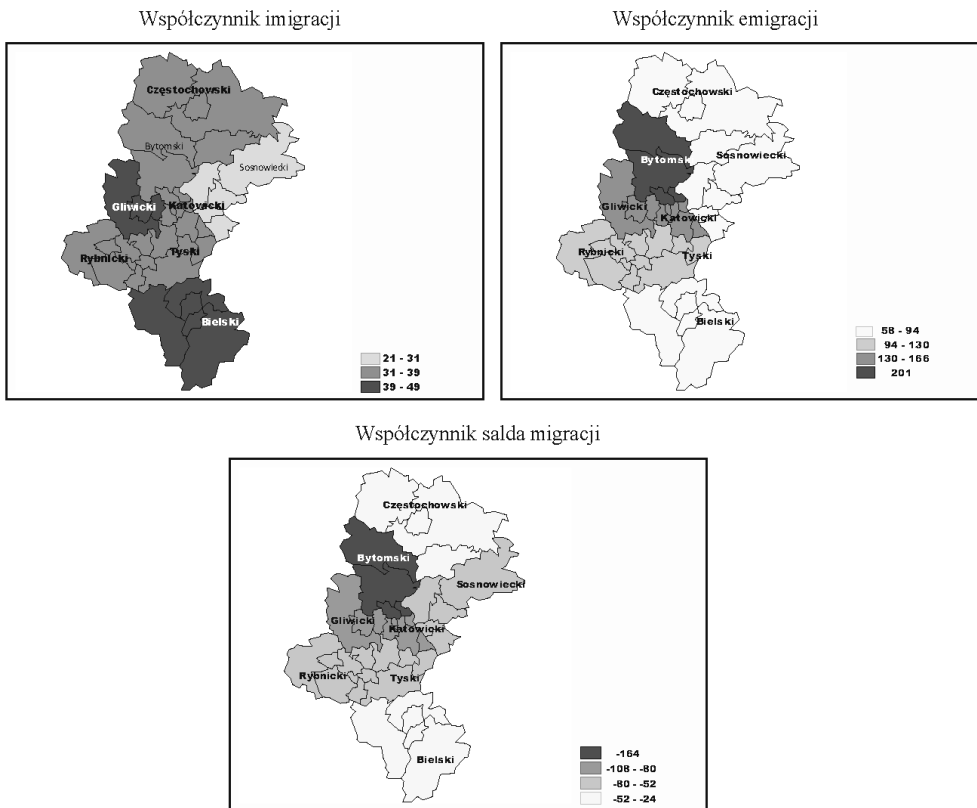 Współczynnik imigracji
Częstochowski
Bytomski
Sosnowiecki
Gliwicki
Katowicki
Rybnicki
Tyski
Bielski
21 - 31
31 - 39
39 - 49
Współczynnik emigracji
Częstochowski
Sosnowiecki
Bytomsk
Gliwicki
Katowicki
Rybnicki
Tyski
Bielski
58 - 94
94 - 130
130 - 166
201
Współczynnik salda migracji
Częstochowski
Bytomski
Sosnowiecki
Gliwicki
Katowicki
Rybnicki
Tyski
Bielski
-164
-108 - -80
-80 - -52
-52 - -24